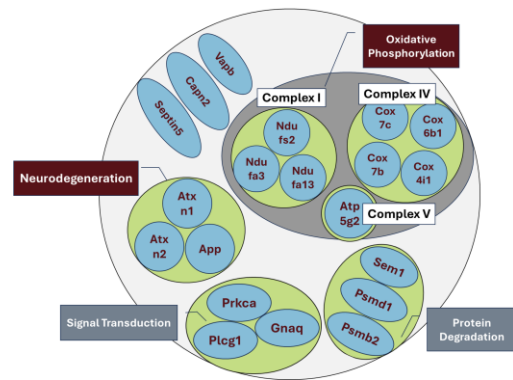 Oxidative
Phosphorylation
Vapb
Capn2
Septin5
Complex I
Complex IV
Ndu
fs2
Ndu
fa3
Ndu
fa13
Cox
7c
Cox
6b1
Cox
7b
Cox
4i1
Atp
5g2
Complex V
Neurodegeneration
Atx
n1
Atx
n2
App
Sem1
Psmd1
Psmb2
Signal Transduction
Prkca
Plcg1
Gnaq
Protein
Degradation